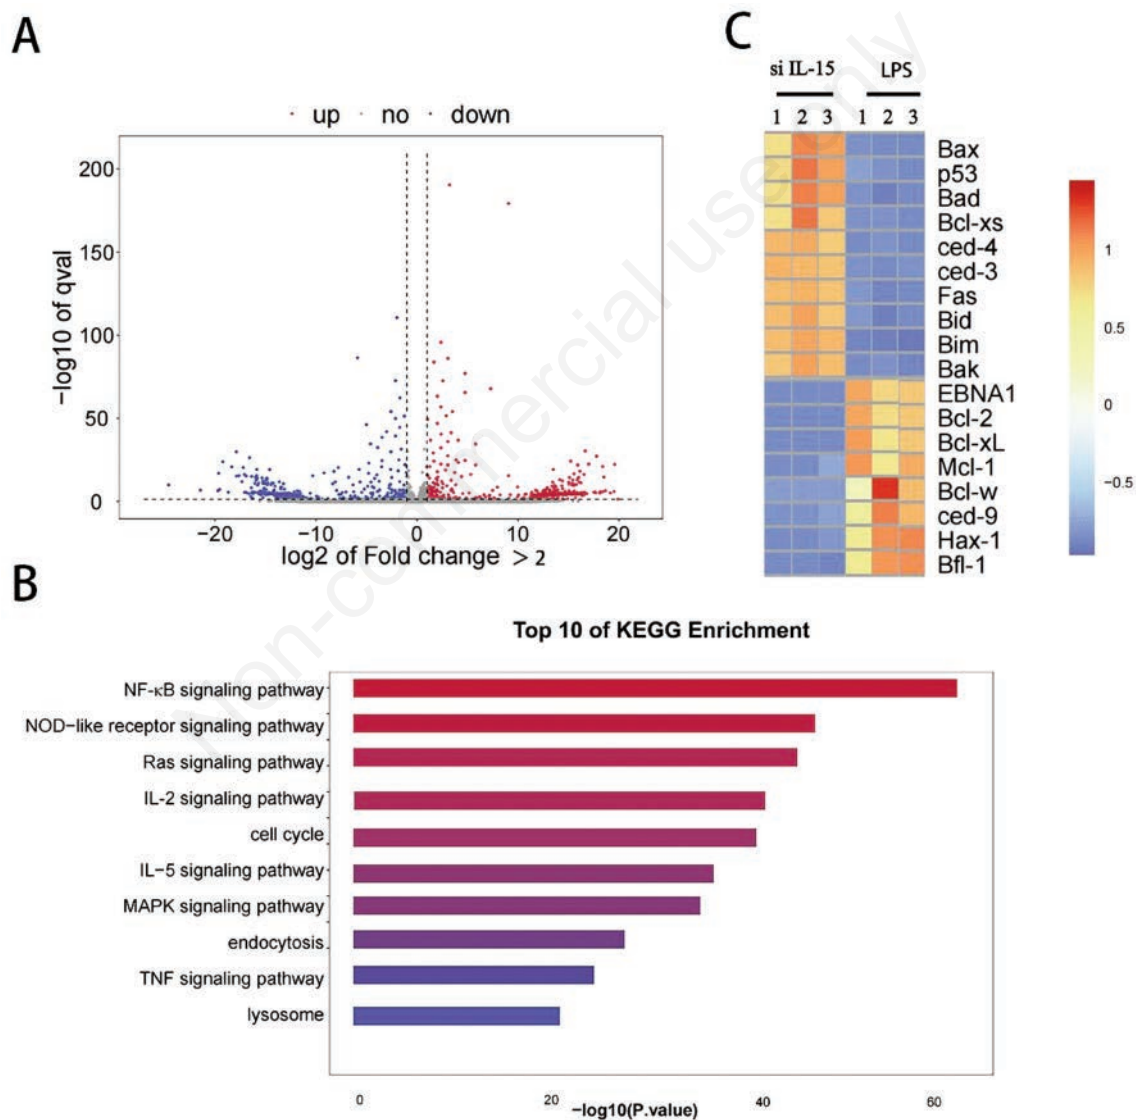 A
up no down
−log10 of qval
200
150
100
50
0
−20 −10 0 10 20
log2 of Fold change > 2
C
si IL-15 LPS
1 2 3 1 2 3
Bax
p53
Bad
Bcl-xs
ced-4
ced-3
Fas
Bid
Bim
Bak
EBNA1
Bcl-2
Bcl-xL
Mcl-1
Bcl-w
ced-9
Hax-1
Bfl-1
1
0.5
0
−0.5
B
Top 10 of KEGG Enrichment
NF-κB signaling pathway
NOD−like receptor signaling pathway
Ras signaling pathway
IL-2 signaling pathway
cell cycle
IL−5 signaling pathway
MAPK signaling pathway
endocytosis
TNF signaling pathway
lysosome
0 20 40 60
−log10(P.value)
Non-commercial use only